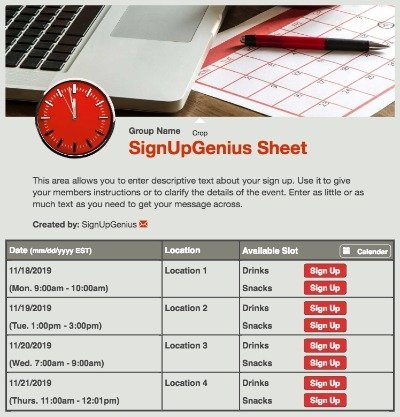 Group Name
Crop
SignUpGenius Sheet
This area allows you to enter descriptive text about your sign up. Use it to give
your members instructions or to clarify the details of the event. Enter as little or as
much text as you need to get your message across.
Created by: SignUpGenius
Date (mm/dd/yyyy EST) Location Available Slot Calender
11/18/2019 Location 1 Drinks Sign Up
(Mon. 9:00am - 10:00am) Snacks Sign Up
11/19/2019 Location 2 Drinks Sign Up
(Tue. 1:00pm - 3:00pm) Snacks Sign Up
11/20/2019 Location 3 Drinks Sign Up
(Wed. 7:00am - 9:00am) Snacks Sign Up
11/21/2019 Location 4 Drinks Sign Up
(Thurs. 11:00am - 12:01pm) Snacks Sign Up